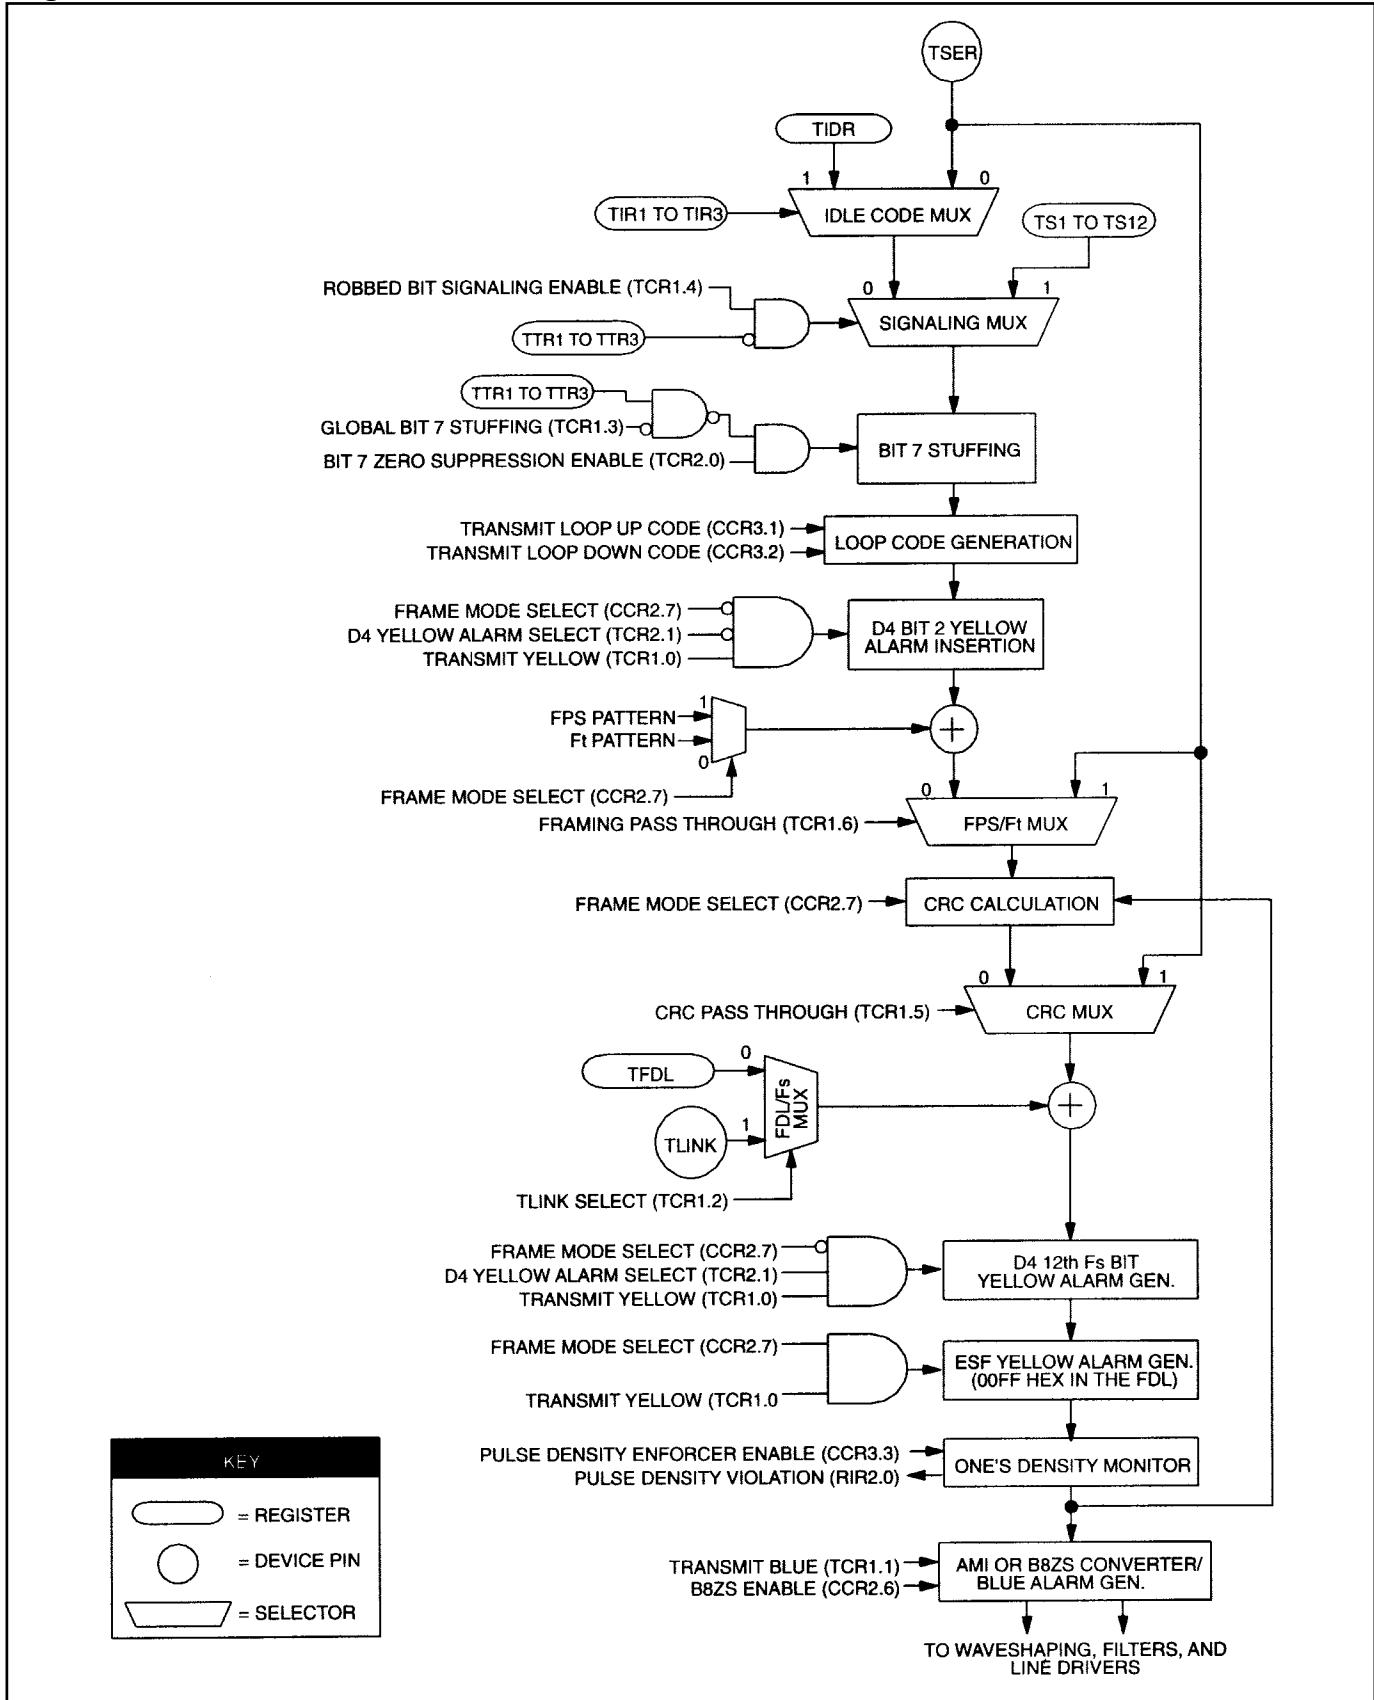 TSER
TIDR
1
0
TIR1 TO TIR3
IDLE CODE MUX
TS1 TO TS12
ROBBED BIT SIGNALING ENABLE (TCR1.4)
0
1
TTR1 TO TTR3
SIGNALING MUX
TTR1 TO TTR3
GLOBAL BIT 7 STUFFING (TCR1.3)
BIT 7 ZERO SUPPRESSION ENABLE (TCR2.0)
BIT 7 STUFFING
TRANSMIT LOOP UP CODE (CCR3.1)
TRANSMIT LOOP DOWN CODE (CCR3.2)
LOOP CODE GENERATION
FRAME MODE SELECT (CCR2.7)
D4 YELLOW ALARM SELECT (TCR2.1)
TRANSMIT YELLOW (TCR1.0)
D4 BIT 2 YELLOW
ALARM INSERTION
1
FPS PATTERN
Ft PATTERN
0
FRAME MODE SELECT (CCR2.7)
0
1
FRAMING PASS THROUGH (TCR1.6)
FPS/Ft MUX
FRAME MODE SELECT (CCR2.7)
CRC CALCULATION
0
1
CRC PASS THROUGH (TCR1.5)
CRC MUX
0
TFDL
FDL/Fs
MUX
1
TLINK
TLINK SELECT (TCR1.2)
FRAME MODE SELECT (CCR2.7)
D4 YELLOW ALARM SELECT (TCR2.1)
TRANSMIT YELLOW (TCR1.0)
D4 12th Fs BIT
YELLOW ALARM GEN.
FRAME MODE SELECT (CCR2.7)
TRANSMIT YELLOW (TCR1.0
ESF YELLOW ALARM GEN.
(00FF HEX IN THE FDL)
PULSE DENSITY ENFORCER ENABLE (CCR3.3)
PULSE DENSITY VIOLATION (RIR2.0)
ONE'S DENSITY MONITOR
KEY
= REGISTER
= DEVICE PIN
= SELECTOR
TRANSMIT BLUE (TCR1.1)
B8ZS ENABLE (CCR2.6)
AMI OR B8ZS CONVERTER/
BLUE ALARM GEN.
TO WAVESHAPING, FILTERS, AND
LINE DRIVERS